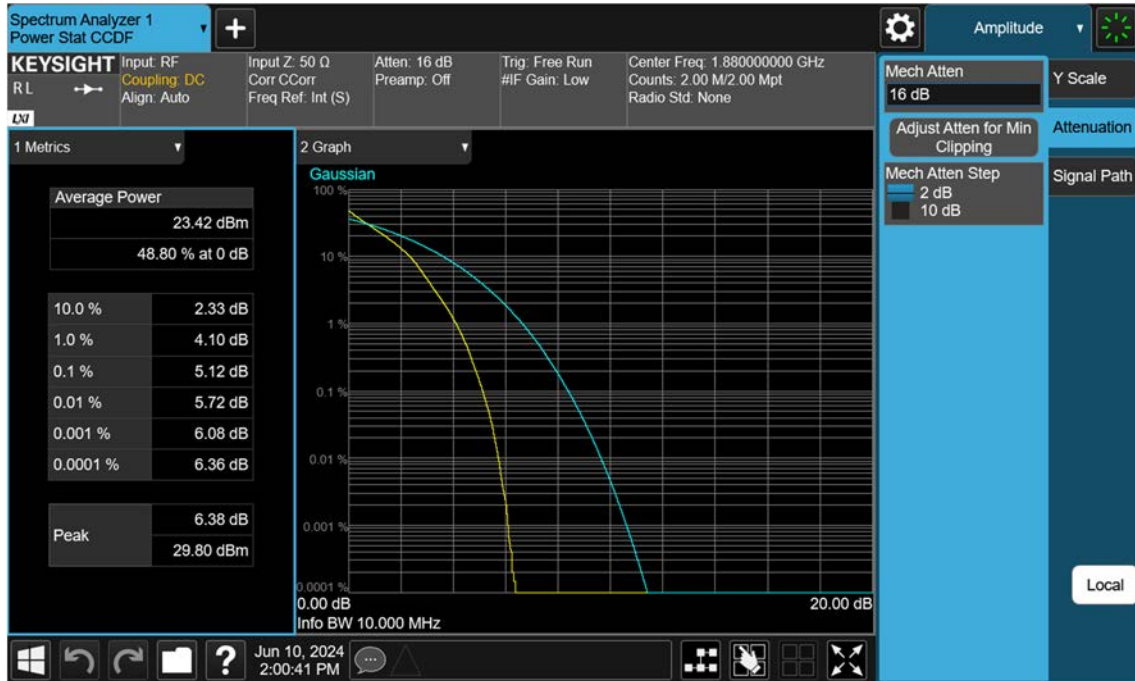 Spectrum Analyzer 1
Power Stat CCDF
Amplitude
KEYSIGHT
R L
LXI
Input: RF
Coupling: DC
Align: Auto
Input Z: 50 Ω
Corr CCorr
Freq Ref: Int (S)
Atten: 16 dB
Preamp: Off
Trig: Free Run
#IF Gain: Low
Center Freq: 1.880000000 GHz
Counts: 2.00 M/2.00 Mpt
Radio Std: None
Mech Atten
16 dB
Adjust Atten for Min
Clipping
Mech Atten Step
2 dB
10 dB
Y Scale
Attenuation
Signal Path
1 Metrics
Average Power
23.42 dBm
48.80 % at 0 dB
10.0 % 2.33 dB
1.0 % 4.10 dB
0.1 % 5.12 dB
0.01 % 5.72 dB
0.001 % 6.08 dB
0.0001 % 6.36 dB
Peak
6.38 dB
29.80 dBm
2 Graph
Gaussian
100 %
10 %
1 %
0.1 %
0.01 %
0.001 %
0.0001 %
0.00 dB 20.00 dB
Info BW 10.000 MHz
Local
?
Jun 10, 2024
2:00:41 PM